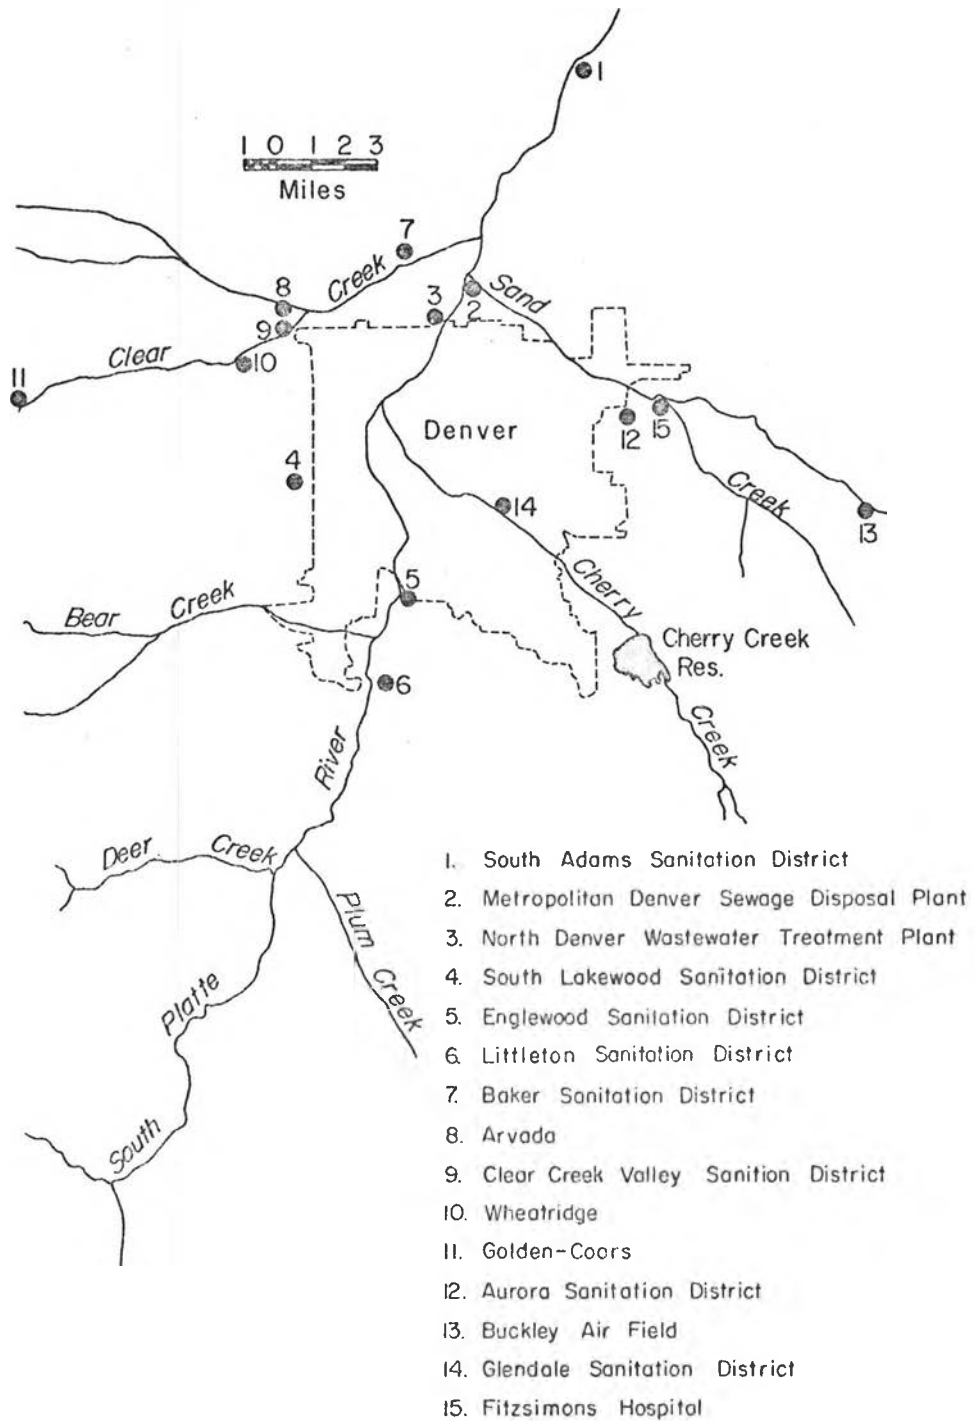 1
1 0 1 2 3
Miles
7
Creek
8
3
2
Sand
9
10
Clear
11
Denver
12
15
4
14
Creek
13
5
Cherry
Bear
Creek
Cherry Creek
Res.
6
Creek
River
Deer
Creek
Plum
Creek
Platte
South
1. South Adams Sanitation District
2. Metropolitan Denver Sewage Disposal Plant
3. North Denver Wastewater Treatment Plant
4. South Lakewood Sanitation District
5. Englewood Sanitation District
6. Littleton Sanitation District
7. Baker Sanitation District
8. Arvada
9. Clear Creek Valley Sanition District
10. Wheatridge
11. Golden-Coors
12. Aurora Sanitation District
13. Buckley Air Field
14. Glendale Sanitation District
15. Fitzsimons Hospital